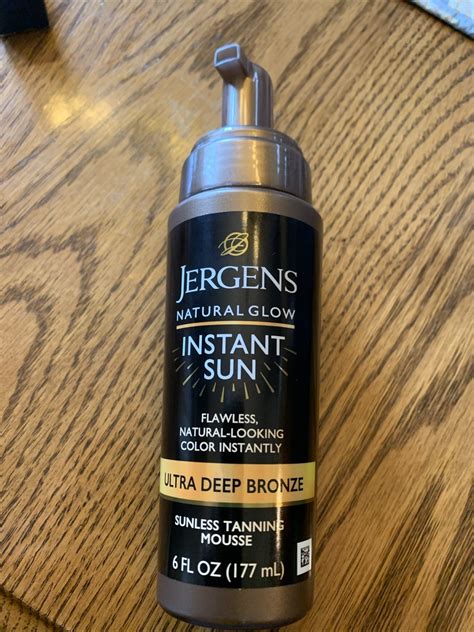 JERGENS
NATURAL GLOW
INSTANT
SUN
FLAWLESS,
NATURAL-LOOKING
COLOR INSTANTLY
ULTRA DEEP BRONZE
SUNLESS TANNING
MOUSSE
6 FL OZ (177 mL)